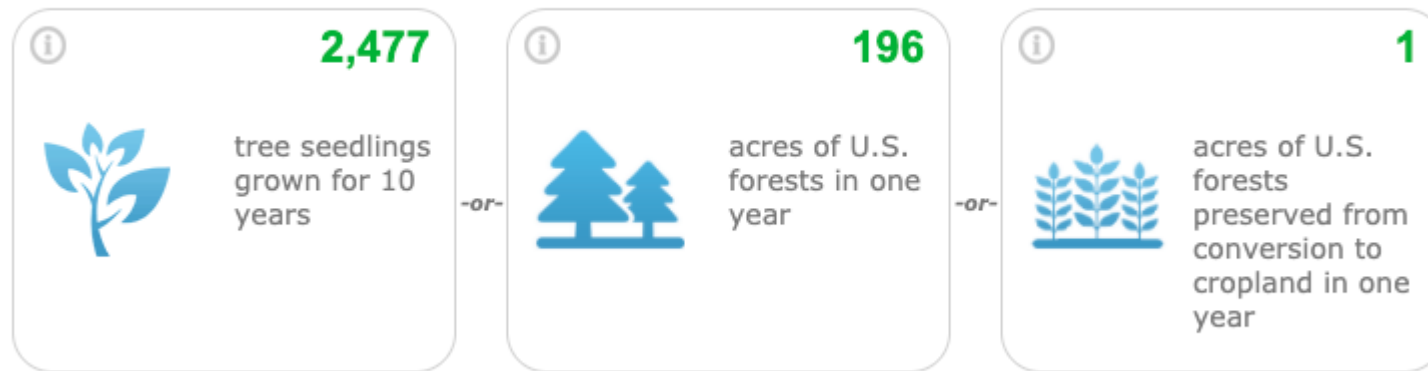 2,477
tree seedlings
grown for 10
years
-or-
196
acres of U.S.
forests in one
year
-or-
1
acres of U.S.
forests
preserved from
conversion to
cropland in one
year